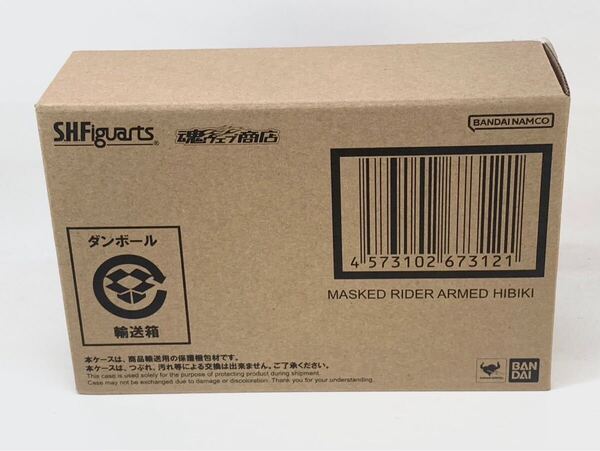 S.H.Figuarts®
魂ウェブ商店
BANDAI NAMCO
4 573102 673121
MASKED RIDER ARMED HIBIKI
ダンボール
輸送箱
本ケースは、商品輸送用の保護梱包材です。
本ケースは、つぶれ、汚れ等による交換は出来ません。ご了承ください。
This case is used solely for the purpose of protecting product during shipment.
Case may not be exchanged due to damage or discoloration. Thank you for your understanding.
BAN
DAI